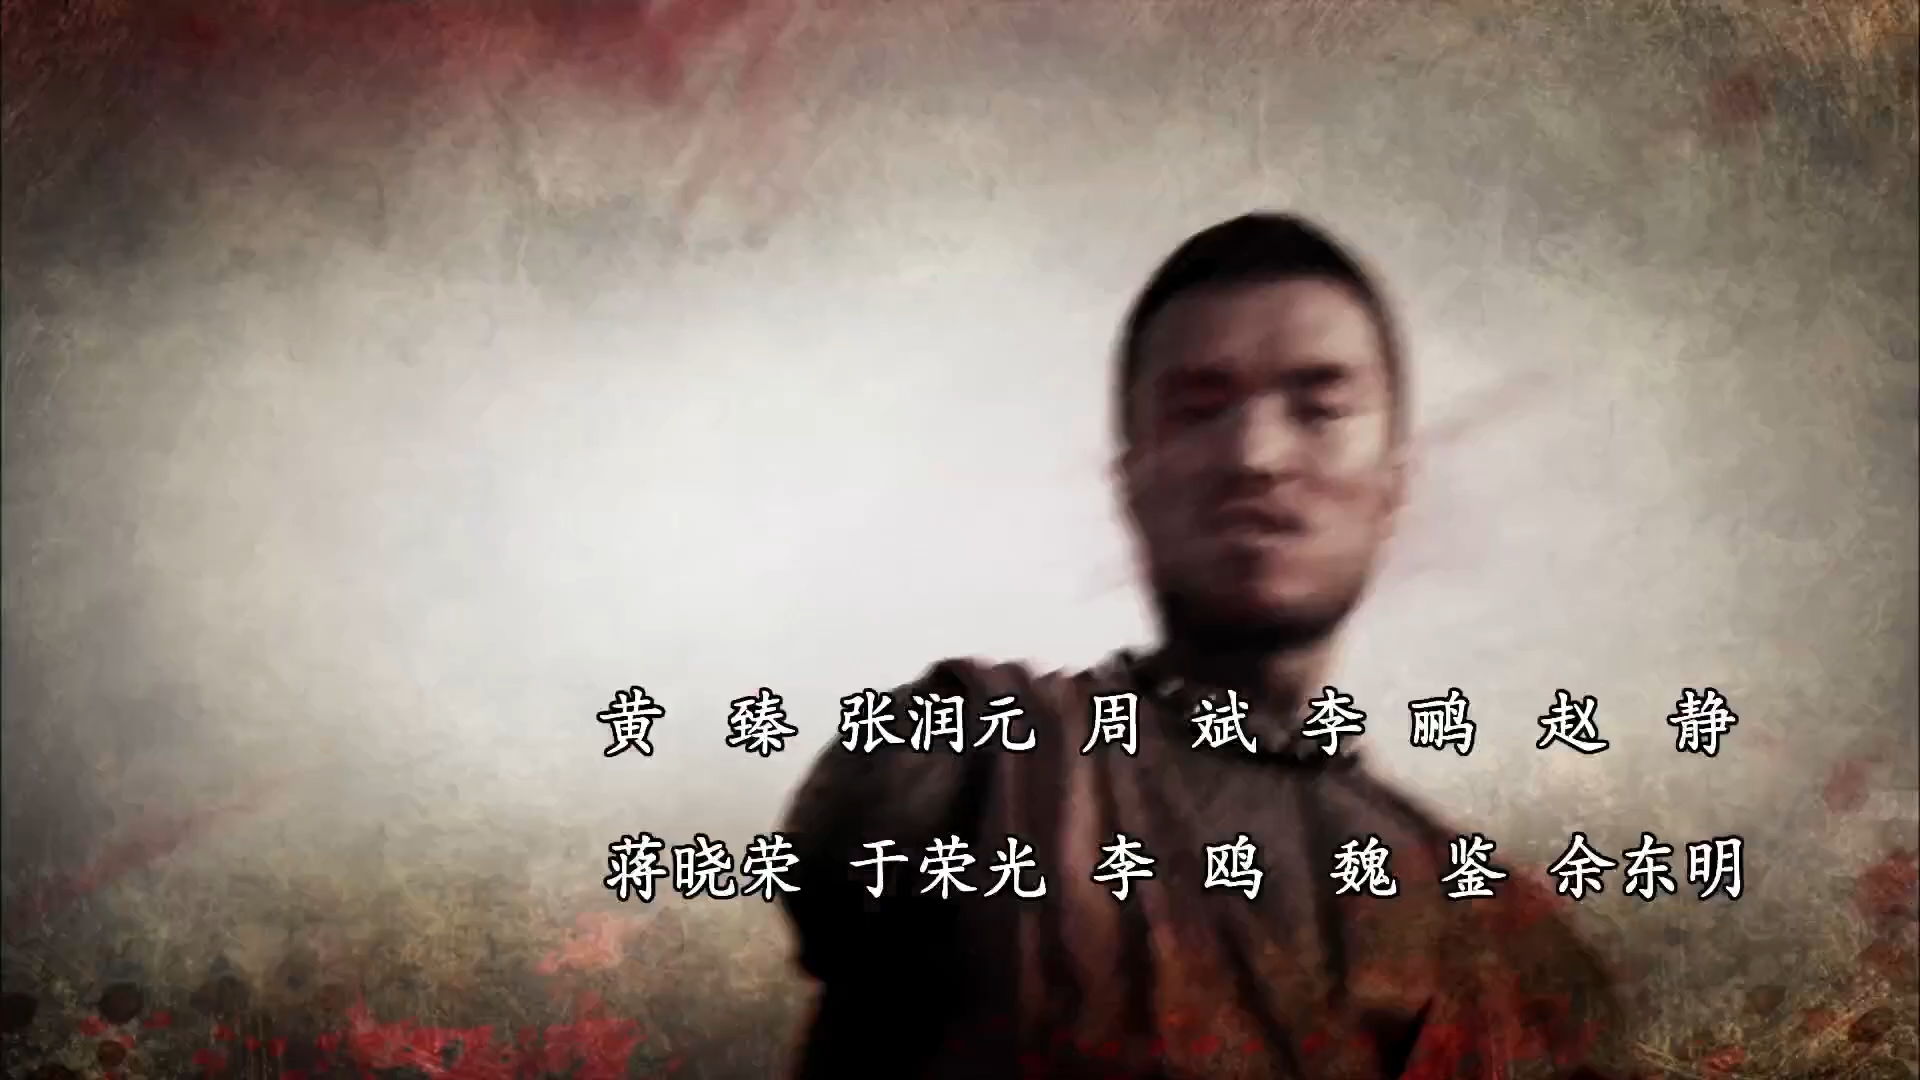 黄 臻 张润元 周 斌 李 鹂 赵 静
蒋晓荣 于荣光 李 鸥 魏 鉴 余东明